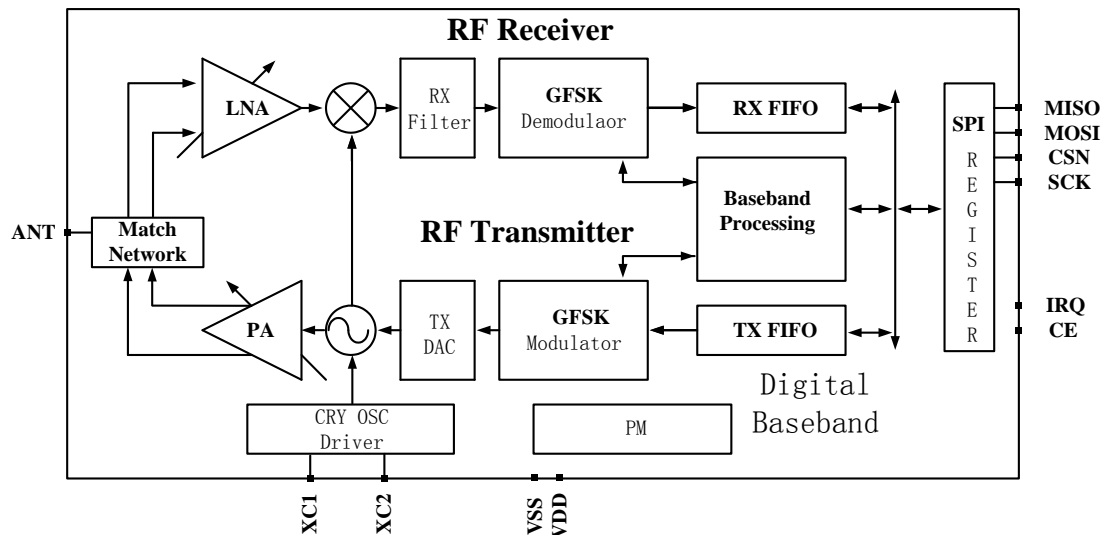 RF Receiver
LNA
RX
Filter
GFSK
Demodulaor
RX FIFO
SPI
R
E
G
I
S
T
E
R
MISO
MOSI
CSN
SCK
IRQ
CE
ANT
Match
Network
RF Transmitter
Baseband
Processing
PA
TX
DAC
GFSK
Modulator
TX FIFO
Digital
Baseband
CRY OSC
Driver
PM
XC1
XC2
VSS
VDD